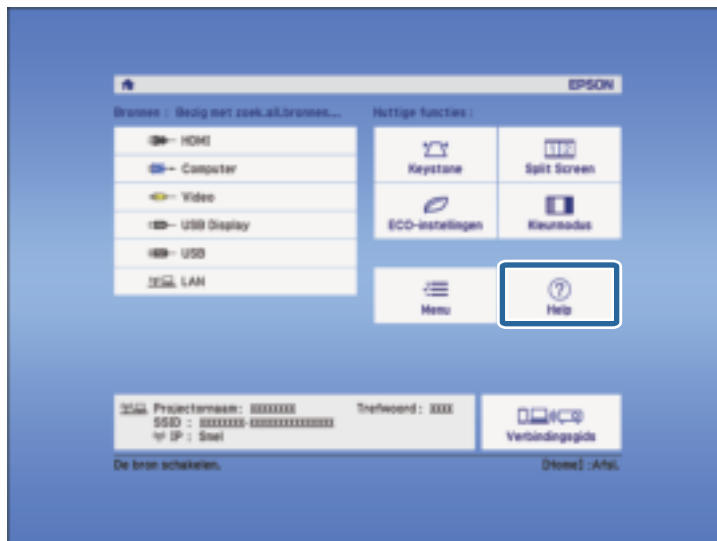 EPSON
Bronnen : Bezig met zoek.all.bronnen...
Nuttige functies :
HDMI
Computer
Video
USB Display
USB
LAN
Keystone
Split Screen
ECO-instellingen
Kleurmodus
Menu
Help
Projectornaam:
Trefwoord :
SSID :
IP : Snel
Verbindingsgids
De bron schakelen.
[Home] :Afsl.